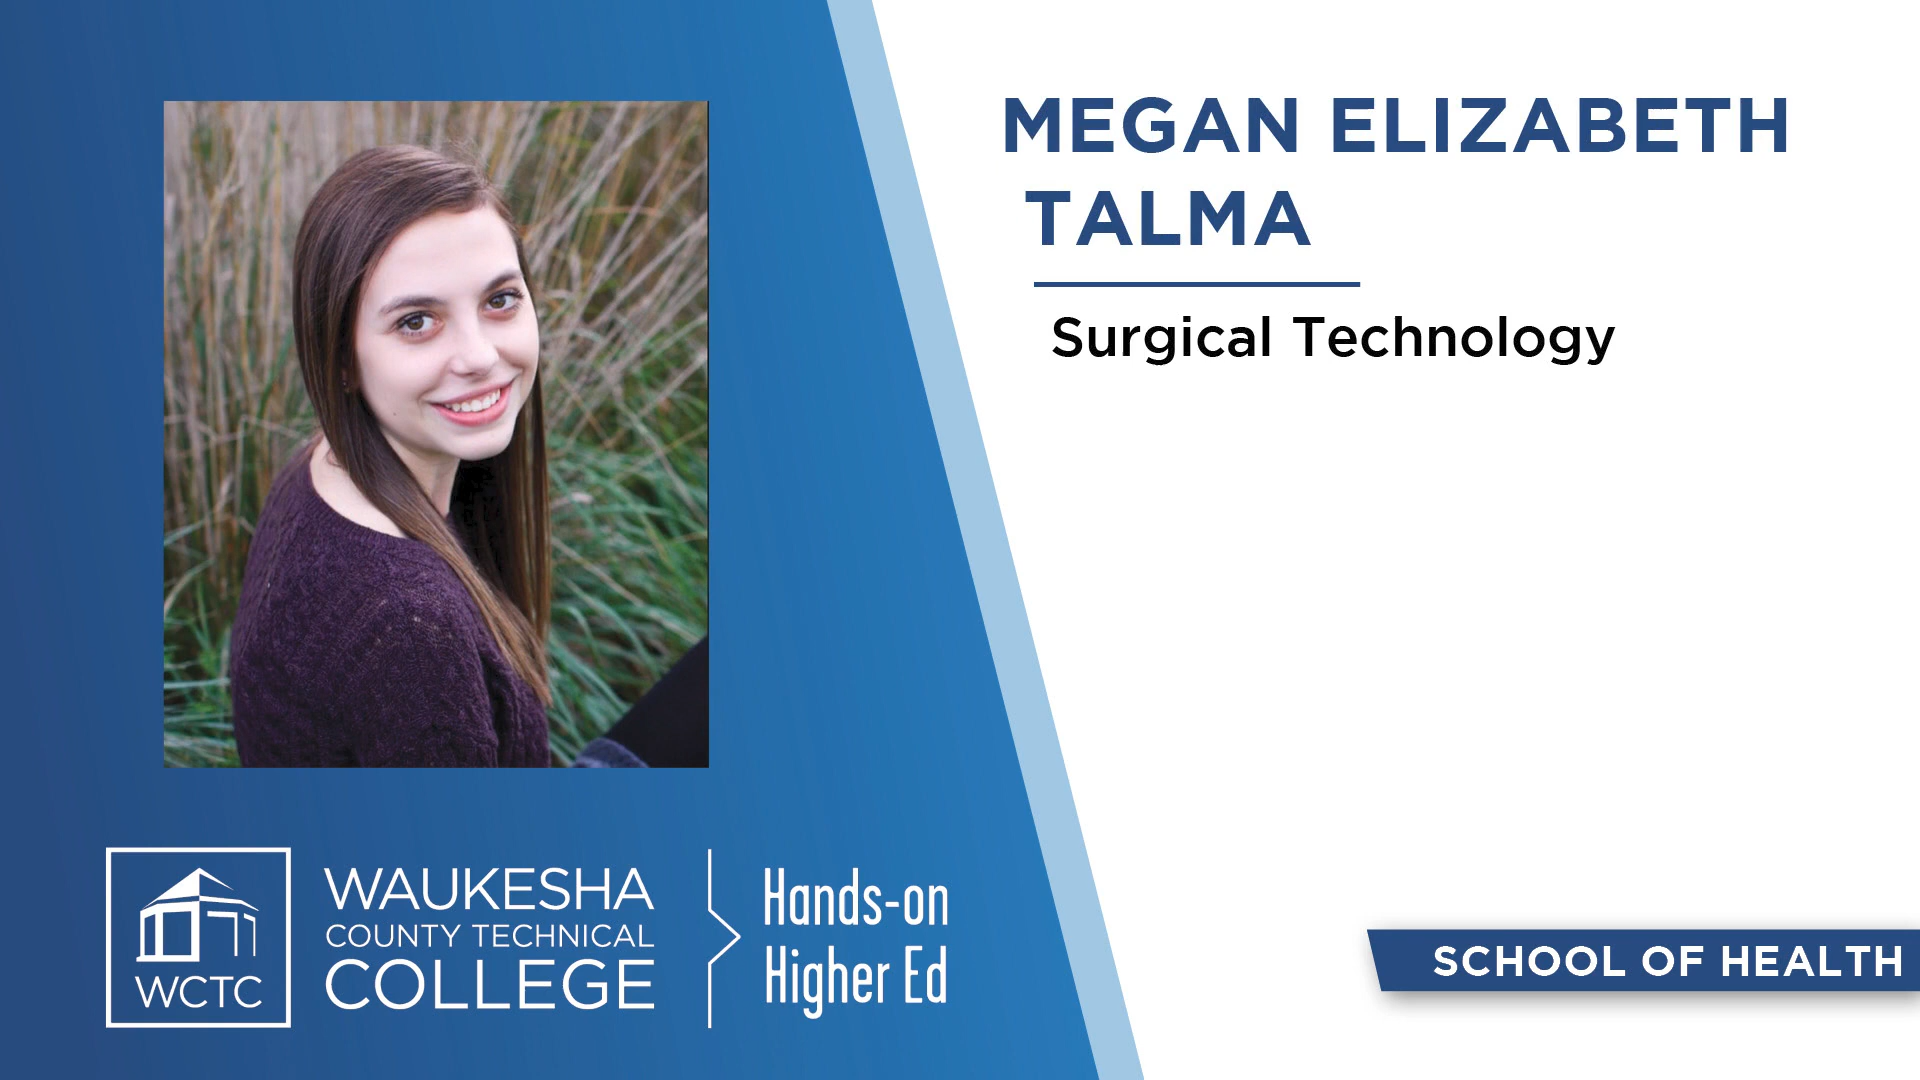 MEGAN ELIZABETH
TALMA
Surgical Technology
WCTC
WAUKESHA
COUNTY TECHNICAL
COLLEGE
Hands-on
Higher Ed
SCHOOL OF HEALTH